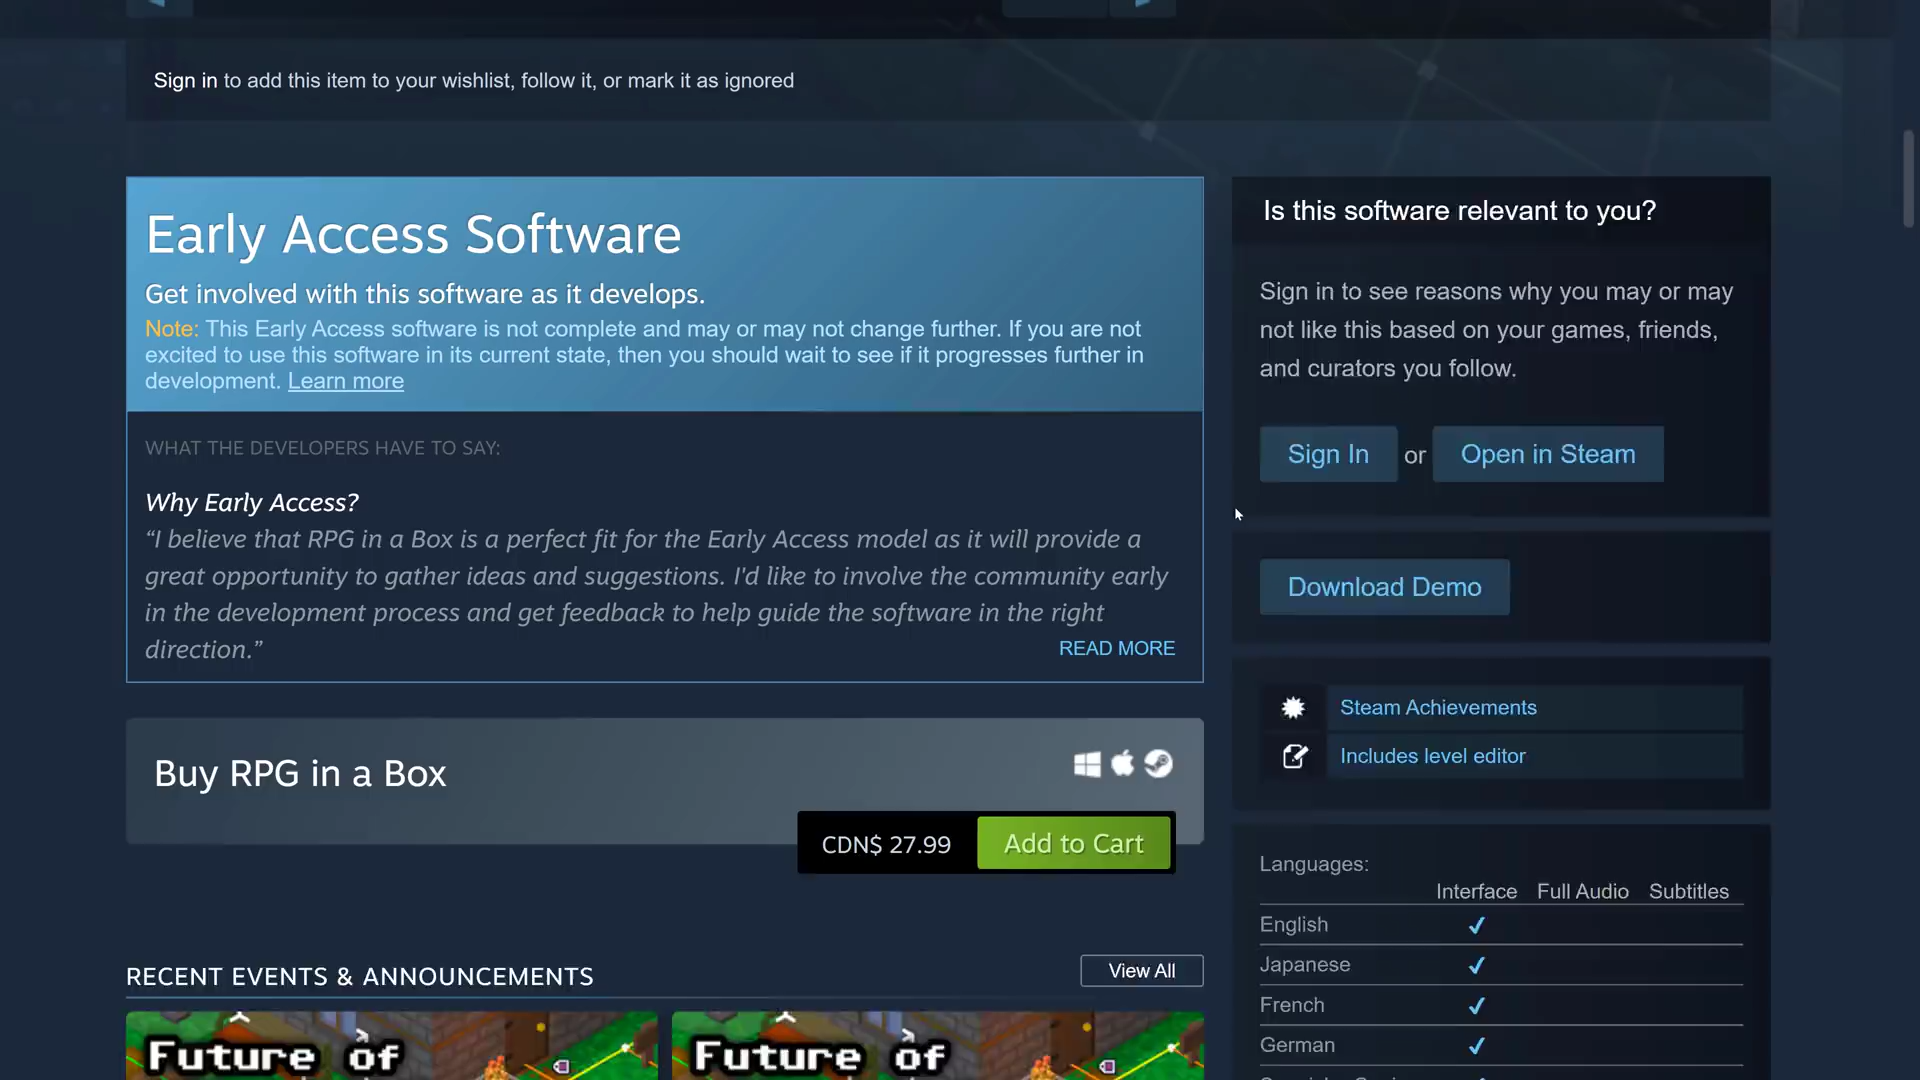 Sign in to add this item to your wishlist, follow it, or mark it as ignored
Early Access Software
Get involved with this software as it develops.
Note: This Early Access software is not complete and may or may not change further. If you are not
excited to use this software in its current state, then you should wait to see if it progresses further in
development. Learn more
WHAT THE DEVELOPERS HAVE TO SAY:
Why Early Access?
“I believe that RPG in a Box is a perfect fit for the Early Access model as it will provide a
great opportunity to gather ideas and suggestions. I'd like to involve the community early
in the development process and get feedback to help guide the software in the right
direction.”
READ MORE
Buy RPG in a Box
CDN$ 27.99
Add to Cart
RECENT EVENTS & ANNOUNCEMENTS
View All
Future of
Future of
Is this software relevant to you?
Sign in to see reasons why you may or may
not like this based on your games, friends,
and curators you follow.
Sign In or Open in Steam
Download Demo
Steam Achievements
Includes level editor
Languages:
Interface Full Audio Subtitles
English ✔
Japanese ✔
French ✔
German ✔